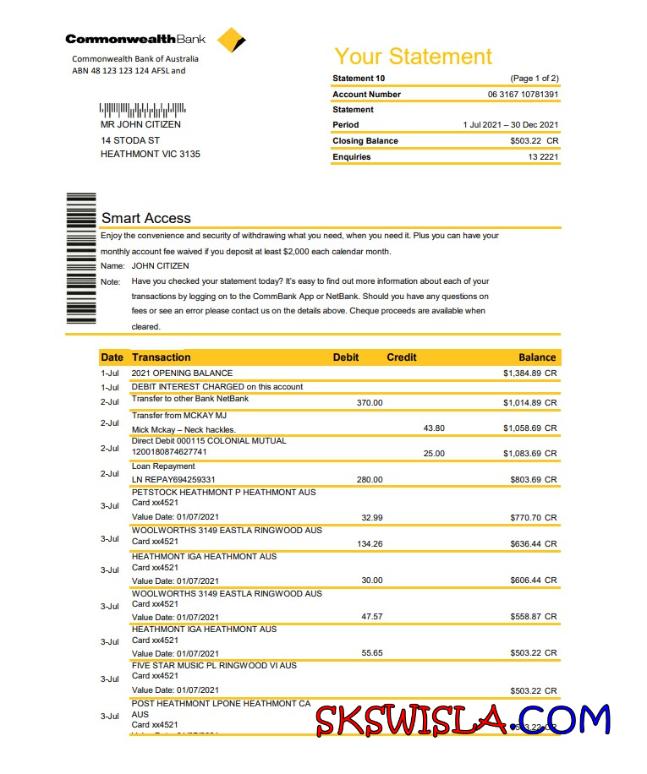 CommonwealthBank
Commonwealth Bank of Australia
ABN 48 123 123 124 AFSL and
MR JOHN CITIZEN
14 STODA ST
HEATHMONT VIC 3135
Your Statement
Statement 10 (Page 1 of 2)
Account Number 06 3167 10781391
Statement
Period 1 Jul 2021 – 30 Dec 2021
Closing Balance $503.22 CR
Enquiries 13 2221
Smart Access
Enjoy the convenience and security of withdrawing what you need, when you need it. Plus you can have your
monthly account fee waived if you deposit at least $2,000 each calendar month.
Name: JOHN CITIZEN
Note: Have you checked your statement today? It's easy to find out more information about each of your
transactions by logging on to the CommBank App or NetBank. Should you have any questions on
fees or see an error please contact us on the details above. Cheque proceeds are available when
cleared.
Date Transaction Debit Credit Balance
1-Jul 2021 OPENING BALANCE $1,384.89 CR
1-Jul DEBIT INTEREST CHARGED on this account
2-Jul Transfer to other Bank NetBank 370.00 $1,014.89 CR
Transfer from MCKAY MJ
2-Jul Mick Mckay – Neck hackles. 43.80 $1,058.69 CR
Direct Debit 000115 COLONIAL MUTUAL
2-Jul 1200180874627741 25.00 $1,083.69 CR
Loan Repayment
2-Jul LN REPAY694259331 280.00 $803.69 CR
PETSTOCK HEATHMONT P HEATHMONT AUS
3-Jul Card xx4521
Value Date: 01/07/2021 32.99 $770.70 CR
WOOLWORTHS 3149 EASTLA RINGWOOD AUS
3-Jul Card xx4521 134.26 $636.44 CR
HEATHMONT IGA HEATHMONT AUS
3-Jul Card xx4521
Value Date: 01/07/2021 30.00 $606.44 CR
WOOLWORTHS 3149 EASTLA RINGWOOD AUS
3-Jul Card xx4521
Value Date: 01/07/2021 47.57 $558.87 CR
HEATHMONT IGA HEATHMONT AUS
3-Jul Card xx4521
Value Date: 01/07/2021 55.65 $503.22 CR
FIVE STAR MUSIC PL RINGWOOD VI AUS
3-Jul Card xx4521
Value Date: 01/07/2021 $503.22 CR
POST HEATHMONT LPONE HEATHMONT CA
3-Jul AUS
Card xx4521
SKSWISLA.COM